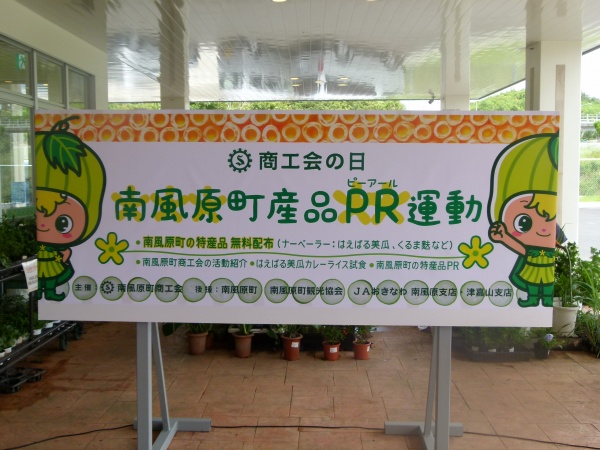 商工会の日
ピーアール
南風原町産品PR運動
・南風原町の特産品 無料配布 (ナーベーラー:はえばる美瓜、くるま麩など)
・南風原町商工会の活動紹介 ・はえばる美瓜カレーライス試食 ・南風原町の特産品PR
主催: 南風原町商工会 後援:南風原町 南風原町観光協会 JAおきなわ 南風原支店・津嘉山支店